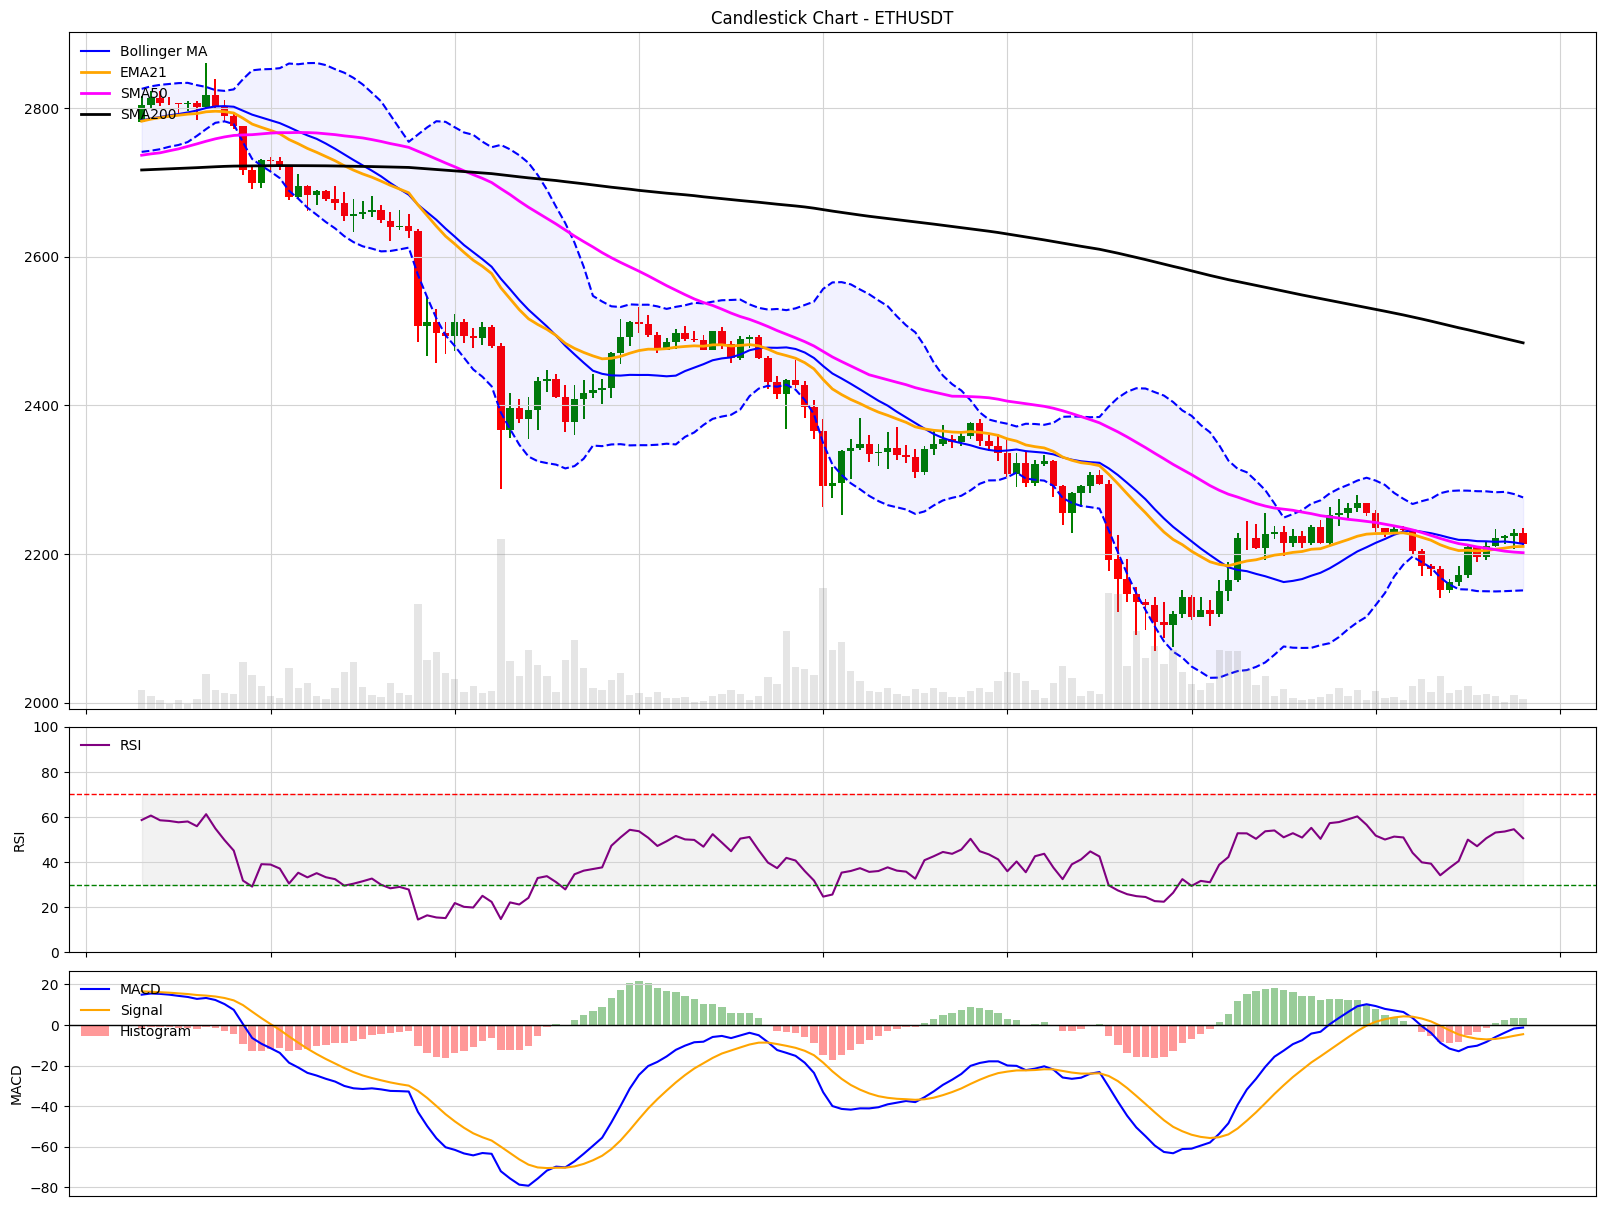 Candlestick Chart - ETHUSDT
Bollinger MA
EMA21
SMA50
SMA200
2800
2600
2400
2200
2000
RSI
100
80
60
40
20
0
RSI
MACD
Signal
Histogram
20
0
−20
−40
−60
−80
MACD